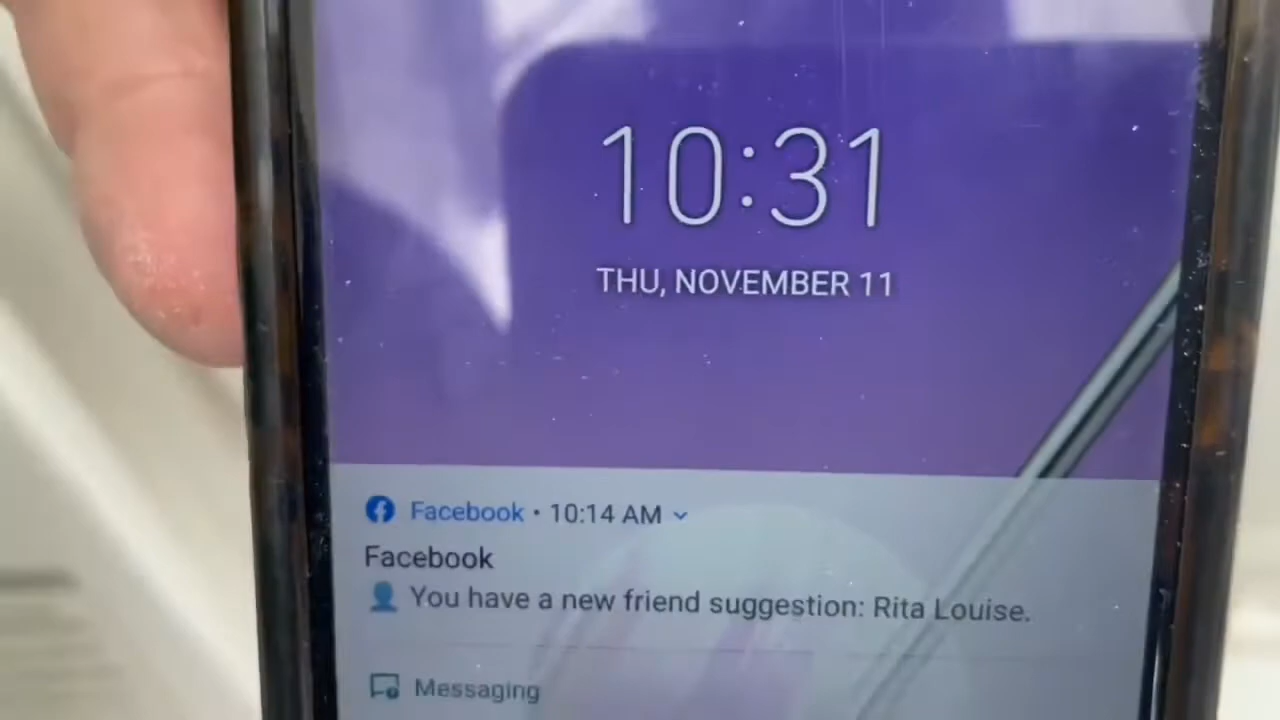 10:31
THU, NOVEMBER 11
Facebook • 10:14 AM
Facebook
👤 You have a new friend suggestion: Rita Louise.
Messaging